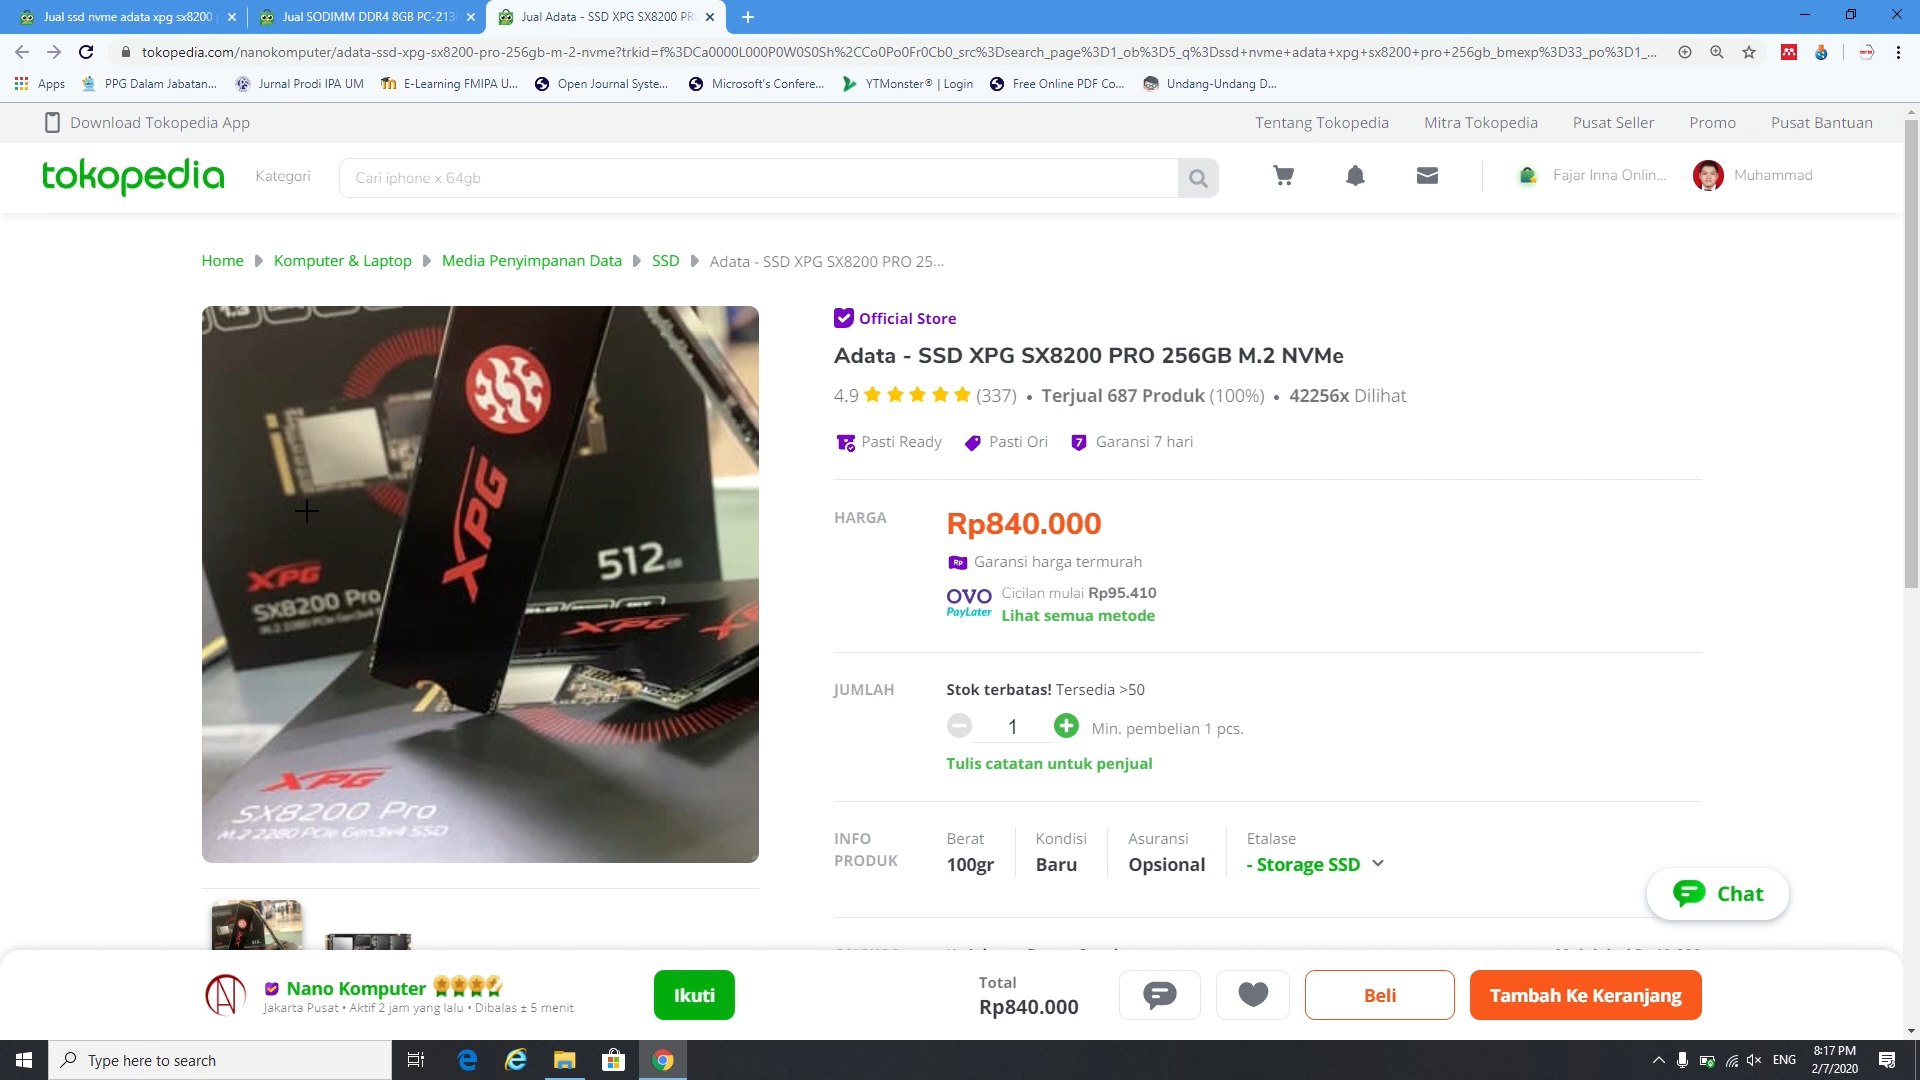 Jual ssd nvme adata xpg sx8200
Jual SODIMM DDR4 8GB PC-213
Jual Adata - SSD XPG SX8200 PR
tokopedia.com/nanokomputer/adata-ssd-xpg-sx8200-pro-256gb-m-2-nvme?trkid=f%3DCa0000L000P0W0S0Sh%2CCo0Po0Fr0Cb0_src%3Dsearch_page%3D1_ob%3D5_q%3Dssd+nvme+adata+xpg+sx8200+pro+256gb_bmexp%3D33_po%3D1_...
Apps
PPG Dalam Jabatan...
Jurnal Prodi IPA UM
E-Learning FMIPA U...
Open Journal Syste...
Microsoft's Confere...
YTMonster® | Login
Free Online PDF Co...
Undang-Undang D...
Download Tokopedia App
Tentang Tokopedia
Mitra Tokopedia
Pusat Seller
Promo
Pusat Bantuan
tokopedia
Kategori
Cari iphone x 64gb
Fajar Inna Onlin...
Muhammad
Home
Komputer & Laptop
Media Penyimpanan Data
SSD
Adata - SSD XPG SX8200 PRO 25...
XPG
512
XPG
SX8200 Pro
M.2 2280 PCIe Gen3x4 SSD
XPG
XPG
SX8200 Pro
M.2 2280 PCIe Gen3x4 SSD
Official Store
Adata - SSD XPG SX8200 PRO 256GB M.2 NVMe
4.9 (337) • Terjual 687 Produk (100%) • 42256x Dilihat
Pasti Ready
Pasti Ori
7 Garansi 7 hari
HARGA
Rp840.000
Rp Garansi harga termurah
OVO PayLater
Cicilan mulai Rp95.410
Lihat semua metode
JUMLAH
Stok terbatas! Tersedia >50
1
Min. pembelian 1 pcs.
Tulis catatan untuk penjual
INFO PRODUK
Berat
100gr
Kondisi
Baru
Asuransi
Opsional
Etalase
- Storage SSD
Chat
Nano Komputer
Jakarta Pusat • Aktif 2 jam yang lalu • Dibalas ± 5 menit
Ikuti
Total
Rp840.000
Beli
Tambah Ke Keranjang
Type here to search
ENG
8:17 PM
2/7/2020